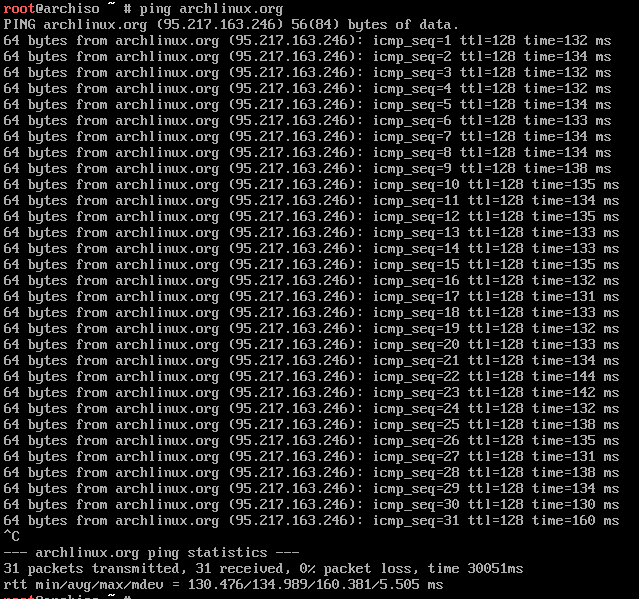 root@archiso ~ # ping archlinux.org
PING archlinux.org (95.217.163.246) 56(84) bytes of data.
64 bytes from archlinux.org (95.217.163.246): icmp_seq=1 ttl=128 time=132 ms
64 bytes from archlinux.org (95.217.163.246): icmp_seq=2 ttl=128 time=134 ms
64 bytes from archlinux.org (95.217.163.246): icmp_seq=3 ttl=128 time=132 ms
64 bytes from archlinux.org (95.217.163.246): icmp_seq=4 ttl=128 time=132 ms
64 bytes from archlinux.org (95.217.163.246): icmp_seq=5 ttl=128 time=134 ms
64 bytes from archlinux.org (95.217.163.246): icmp_seq=6 ttl=128 time=133 ms
64 bytes from archlinux.org (95.217.163.246): icmp_seq=7 ttl=128 time=134 ms
64 bytes from archlinux.org (95.217.163.246): icmp_seq=8 ttl=128 time=134 ms
64 bytes from archlinux.org (95.217.163.246): icmp_seq=9 ttl=128 time=138 ms
64 bytes from archlinux.org (95.217.163.246): icmp_seq=10 ttl=128 time=135 ms
64 bytes from archlinux.org (95.217.163.246): icmp_seq=11 ttl=128 time=134 ms
64 bytes from archlinux.org (95.217.163.246): icmp_seq=12 ttl=128 time=135 ms
64 bytes from archlinux.org (95.217.163.246): icmp_seq=13 ttl=128 time=133 ms
64 bytes from archlinux.org (95.217.163.246): icmp_seq=14 ttl=128 time=133 ms
64 bytes from archlinux.org (95.217.163.246): icmp_seq=15 ttl=128 time=135 ms
64 bytes from archlinux.org (95.217.163.246): icmp_seq=16 ttl=128 time=132 ms
64 bytes from archlinux.org (95.217.163.246): icmp_seq=17 ttl=128 time=131 ms
64 bytes from archlinux.org (95.217.163.246): icmp_seq=18 ttl=128 time=133 ms
64 bytes from archlinux.org (95.217.163.246): icmp_seq=19 ttl=128 time=132 ms
64 bytes from archlinux.org (95.217.163.246): icmp_seq=20 ttl=128 time=133 ms
64 bytes from archlinux.org (95.217.163.246): icmp_seq=21 ttl=128 time=134 ms
64 bytes from archlinux.org (95.217.163.246): icmp_seq=22 ttl=128 time=144 ms
64 bytes from archlinux.org (95.217.163.246): icmp_seq=23 ttl=128 time=142 ms
64 bytes from archlinux.org (95.217.163.246): icmp_seq=24 ttl=128 time=132 ms
64 bytes from archlinux.org (95.217.163.246): icmp_seq=25 ttl=128 time=138 ms
64 bytes from archlinux.org (95.217.163.246): icmp_seq=26 ttl=128 time=135 ms
64 bytes from archlinux.org (95.217.163.246): icmp_seq=27 ttl=128 time=131 ms
64 bytes from archlinux.org (95.217.163.246): icmp_seq=28 ttl=128 time=138 ms
64 bytes from archlinux.org (95.217.163.246): icmp_seq=29 ttl=128 time=134 ms
64 bytes from archlinux.org (95.217.163.246): icmp_seq=30 ttl=128 time=130 ms
64 bytes from archlinux.org (95.217.163.246): icmp_seq=31 ttl=128 time=160 ms
^C
--- archlinux.org ping statistics ---
31 packets transmitted, 31 received, 0% packet loss, time 30051ms
rtt min/avg/max/mdev = 130.476/134.989/160.381/5.505 ms
root@archiso ~ #